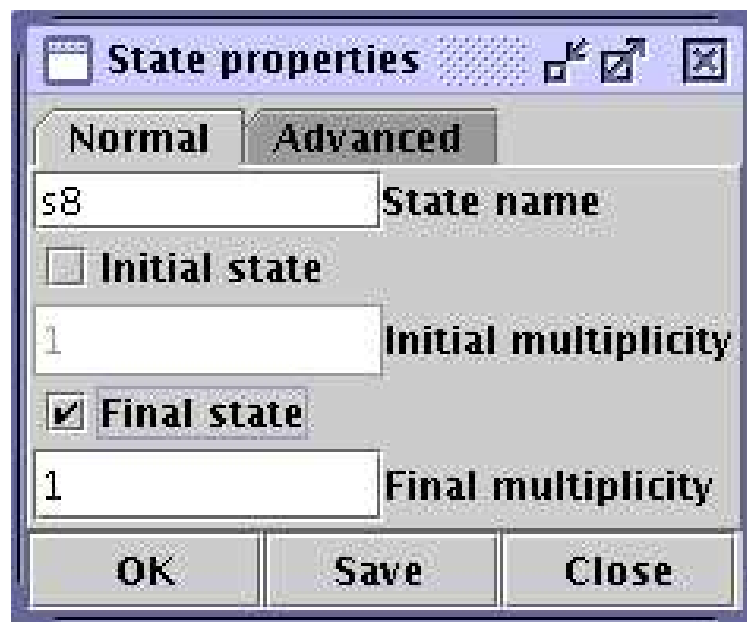 State properties
Normal Advanced
s8 State name
Initial state
1 Initial multiplicity
Final state
1 Final multiplicity
OK Save Close